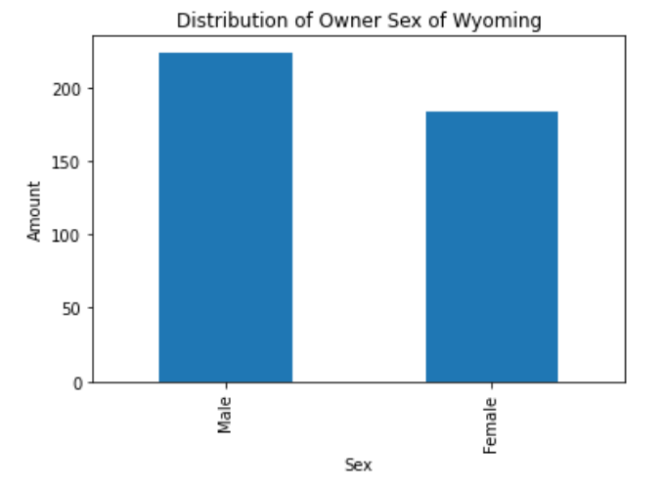 Distribution of Owner Sex of Wyoming
Amount
200
150
100
50
0
Male
Female
Sex